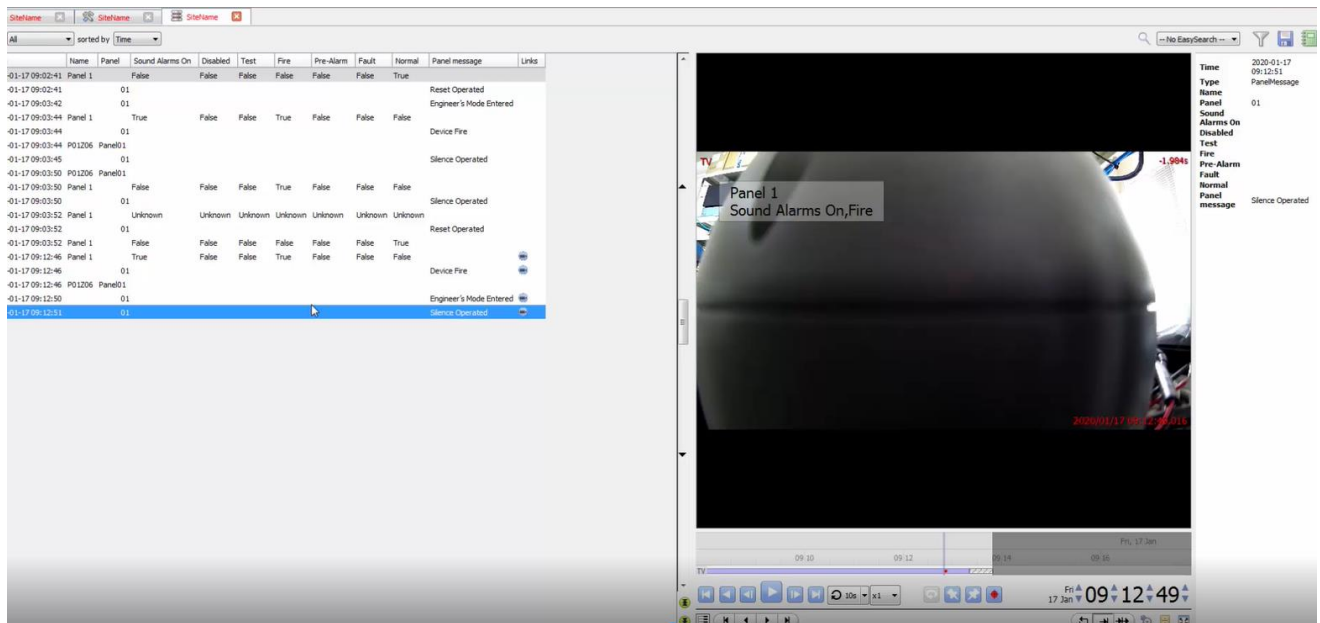 SiteName SiteName SiteName
All sorted by Time -- No EasySearch --
Name Panel Sound Alarms On Disabled Test Fire Pre-Alarm Fault Normal Panel message Links
-01-17 09:02:41 Panel 1 False False False False False False True
-01-17 09:02:41 01 Reset Operated
-01-17 09:03:42 01 Engineer's Mode Entered
-01-17 09:03:44 Panel 1 True False False True False False False
-01-17 09:03:44 01 Device Fire
-01-17 09:03:44 P01Z06 Panel01
-01-17 09:03:45 01 Silence Operated
-01-17 09:03:50 P01Z06 Panel01
-01-17 09:03:50 Panel 1 False False False True False False False
-01-17 09:03:50 01 Silence Operated
-01-17 09:03:52 Panel 1 Unknown Unknown Unknown Unknown Unknown Unknown Unknown
-01-17 09:03:52 01 Reset Operated
-01-17 09:03:52 Panel 1 False False False False False False True
-01-17 09:12:46 Panel 1 True False False True False False False
-01-17 09:12:46 01 Device Fire
-01-17 09:12:46 P01Z06 Panel01
-01-17 09:12:50 01 Engineer's Mode Entered
-01-17 09:12:51 01 Silence Operated
TV -1.984s
Panel 1
Sound Alarms On,Fire
Fri, 17 Jan
09:10 09:12 09:14 09:16
TV
10s x1
Fri 17 Jan 09:12:49
Time 2020-01-17 09:12:51
Type PanelMessage
Name
Panel 01
Sound Alarms On
Disabled
Test
Fire
Pre-Alarm
Fault
Normal
Panel message Silence Operated